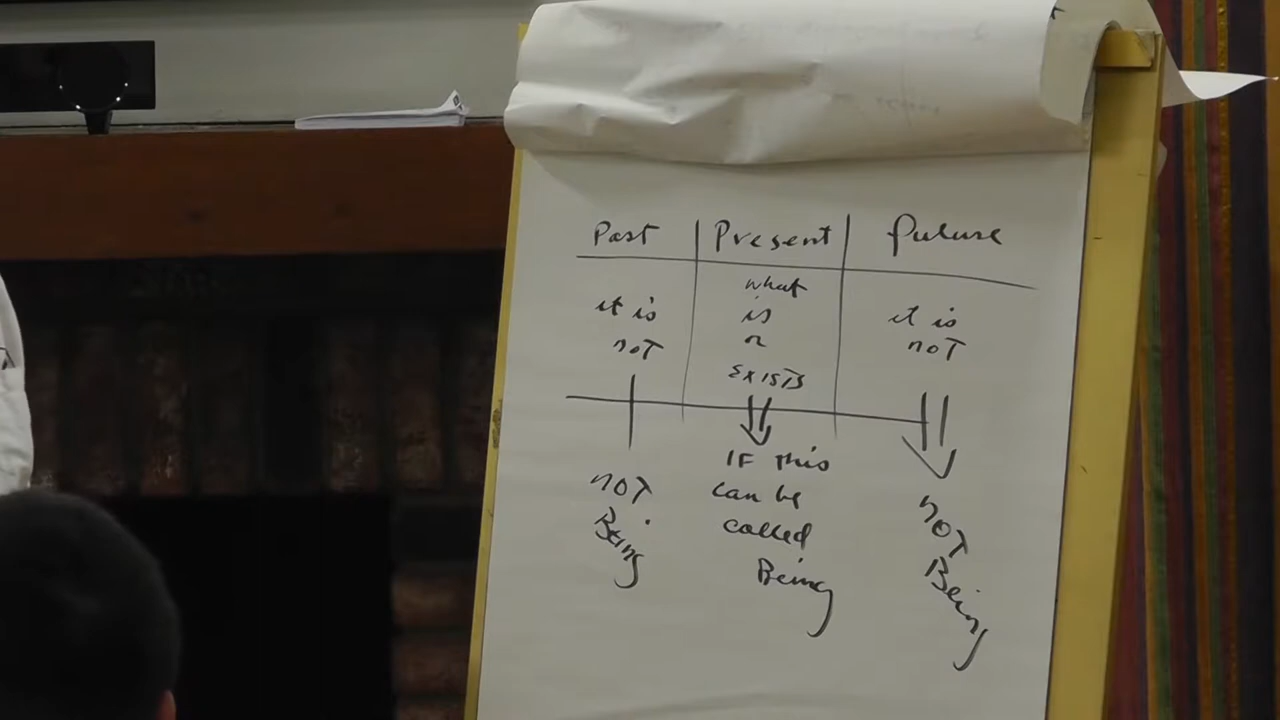 Past Present future
it is
not
what
is
or
Exists
it is
not
not
Being
IF this
can be
called
Being
not
Being